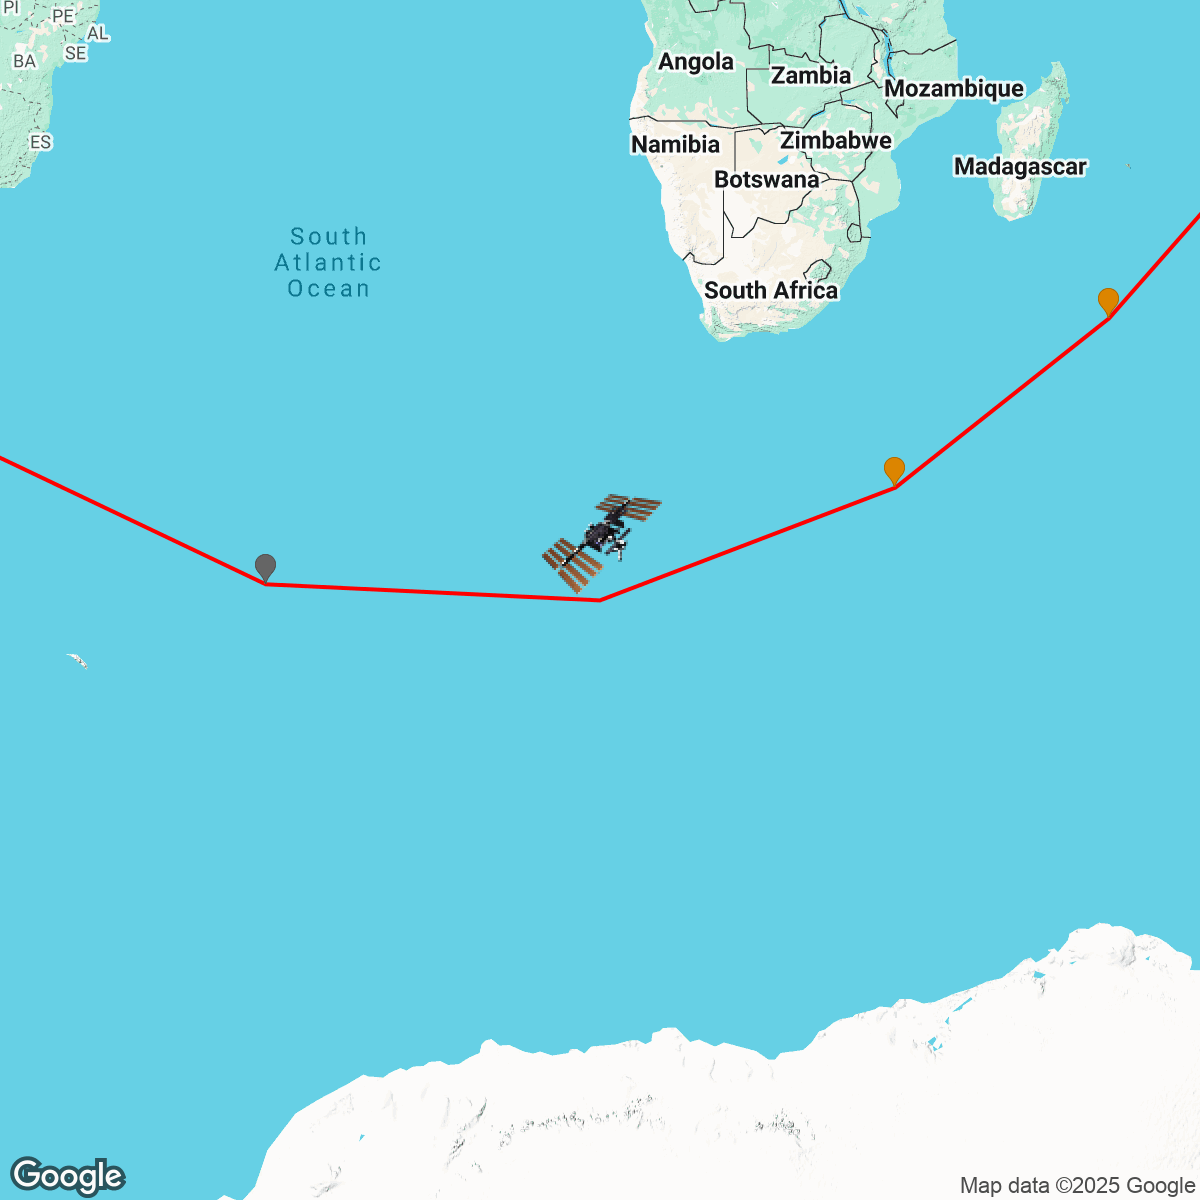 PI
PE
AL
SE
BA
ES
Angola
Zambia
Mozambique
Namibia
Zimbabwe
Botswana
Madagascar
South
Atlantic
Ocean
South Africa
Google
Map data ©2025 Google